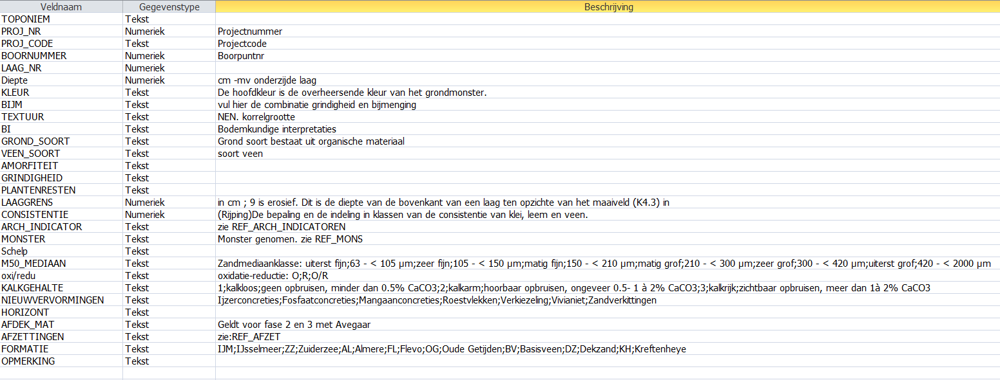 Veldnaam Gegevenstype Beschrijving
TOPONIEM Tekst
PROJ_NR Numeriek Projectnummer
PROJ_CODE Tekst Projectcode
BOORNUMMER Numeriek Boorpuntnr
LAAG_NR Numeriek
Diepte Numeriek cm -mv onderzijde laag
KLEUR Tekst De hoofdkleur is de overheersende kleur van het grondmonster.
BIJM Tekst vul hier de combinatie grindigheid en bijmenging
TEXTUUR Tekst NEN. korrelgrootte
BI Tekst Bodemkundige interpretaties
GROND_SOORT Tekst Grond soort bestaat uit organische materiaal
VEEN_SOORT Tekst soort veen
AMORFITEIT Tekst
GRINDIGHEID Tekst
PLANTENRESTEN Tekst
LAAGGRENS Numeriek in cm ; 9 is erosief. Dit is de diepte van de bovenkant van een laag ten opzichte van het maaiveld (K4.3) in
CONSISTENTIE Numeriek (Rijping)De bepaling en de indeling in klassen van de consistentie van klei, leem en veen.
ARCH_INDICATOR Tekst zie REF_ARCH_INDICATOREN
MONSTER Tekst Monster genomen. zie REF_MONS
Schelp Tekst
M50_MEDIAAN Tekst Zandmediaanklasse: uiterst fijn;63 - < 105 µm;zeer fijn;105 - < 150 µm;matig fijn;150 - < 210 µm;matig grof;210 - < 300 µm;zeer grof;300 - < 420 µm;uiterst grof;420 - < 2000 µm
oxi/redu Tekst oxidatie-reductie: O;R;O/R
KALKGEHALTE Tekst 1;kalkloos;geen opbruisen, minder dan 0.5% CaCO3;2;kalkarm;hoorbaar opbruisen, ongeveer 0.5- 1 à 2% CaCO3;3;kalkrijk;zichtbaar opbruisen, meer dan 1à 2% CaCO3
NIEUWVERVORMINGEN Tekst Ijzerconcreties;Fosfaatconcreties;Mangaanconcreties;Roestvlekken;Verkiezeling;Vivianiet;Zandverkittingen
HORIZONT Tekst
AFDEK_MAT Tekst Geldt voor fase 2 en 3 met Avegaar
AFZETTINGEN Tekst zie:REF_AFZET
FORMATIE Tekst IJM;IJsselmeer;ZZ;Zuiderzee;AL;Almere;FL;Flevo;OG;Oude Getijden;BV;Basisveen;DZ;Dekzand;KH;Kreftenheye
OPMERKING Tekst